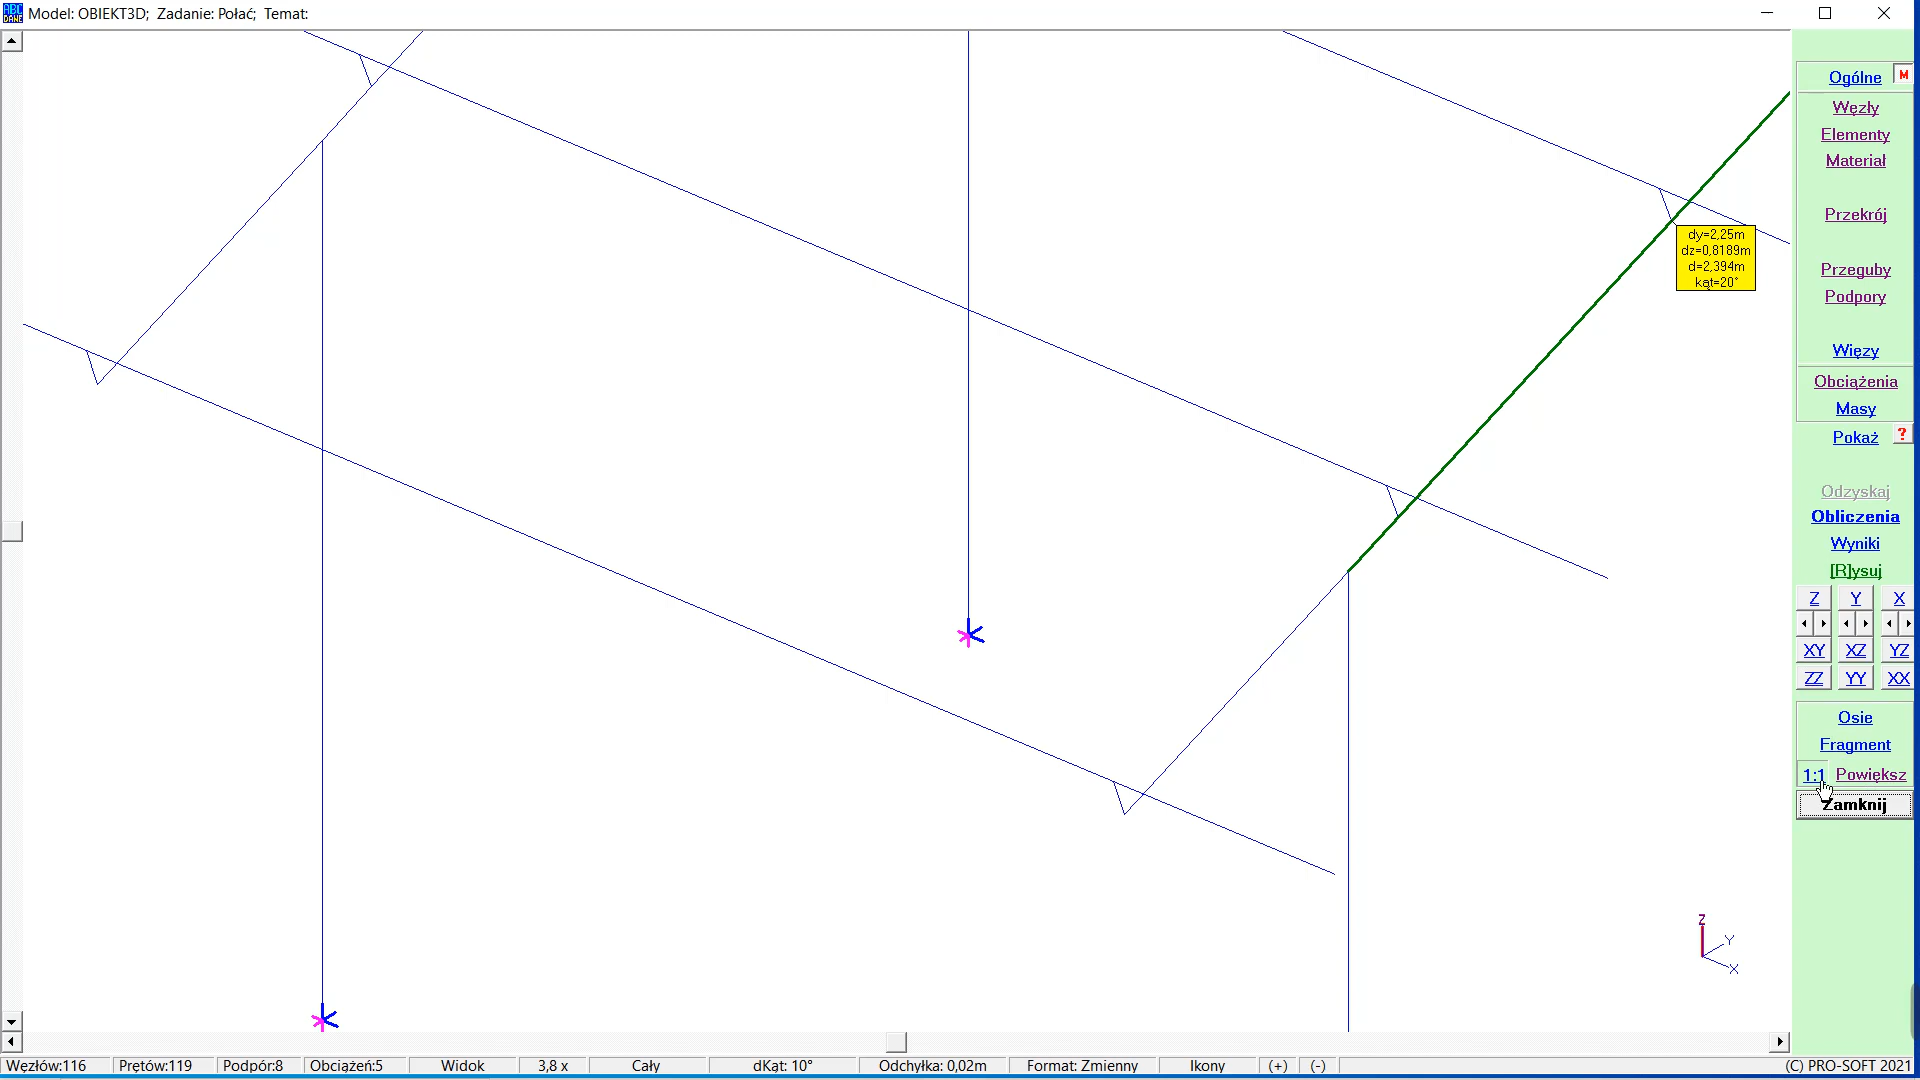 ABC DANE Model: OBIEKT3D; Zadanie: Połać; Temat:
Ogólne M
Węzły
Elementy
Materiał
Przekrój
Przeguby
Podpory
Więzy
Obciążenia
Masy
Pokaż ?
Odzyskaj
Obliczenia
Wyniki
[R]ysuj
Z Y X
XY XZ YZ
ZZ YY XX
Osie
Fragment
1:1 Powiększ
Zamknij
dy=2,25m
dz=0,8189m
d=2,394m
kąt=20°
Z
Y
X
Węzłów:116 Prętów:119 Podpór:8 Obciążeń:5 Widok 3,8 x Cały dKąt: 10° Odchyłka: 0,02m Format: Zmienny Ikony (+) (-) (C) PRO-SOFT 2021